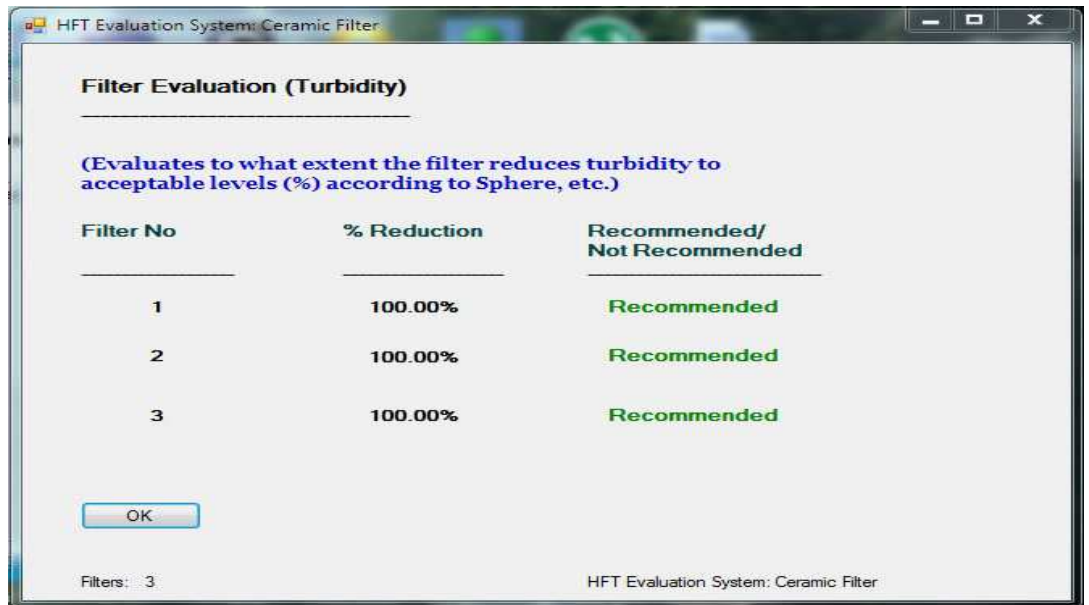 HFT Evaluation System: Ceramic Filter
Filter Evaluation (Turbidity)
(Evaluates to what extent the filter reduces turbidity to
acceptable levels (%) according to Sphere, etc.)
Filter No % Reduction Recommended/
Not Recommended
1 100.00% Recommended
2 100.00% Recommended
3 100.00% Recommended
OK
Filters: 3 HFT Evaluation System: Ceramic Filter